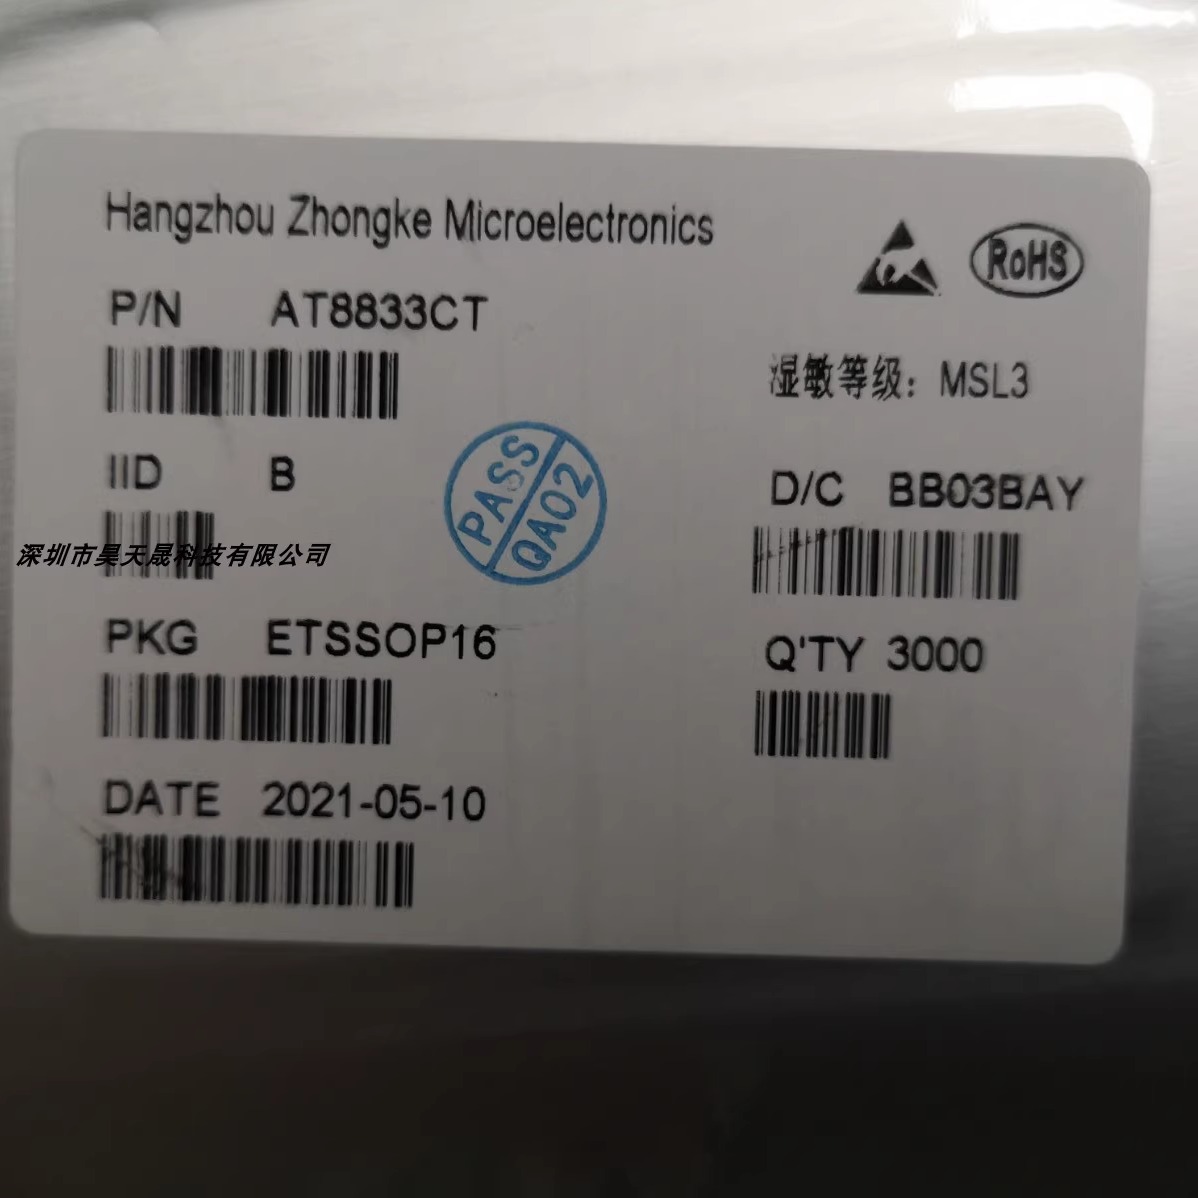 Hangzhou Zhongke Microelectronics
RoHS
P/N AT8833CT
湿敏等级：MSL3
IID B
PASS
QA02
D/C BB03BAY
深圳市昊天晟科技有限公司
PKG ETSSOP16
Q'TY 3000
DATE 2021-05-10